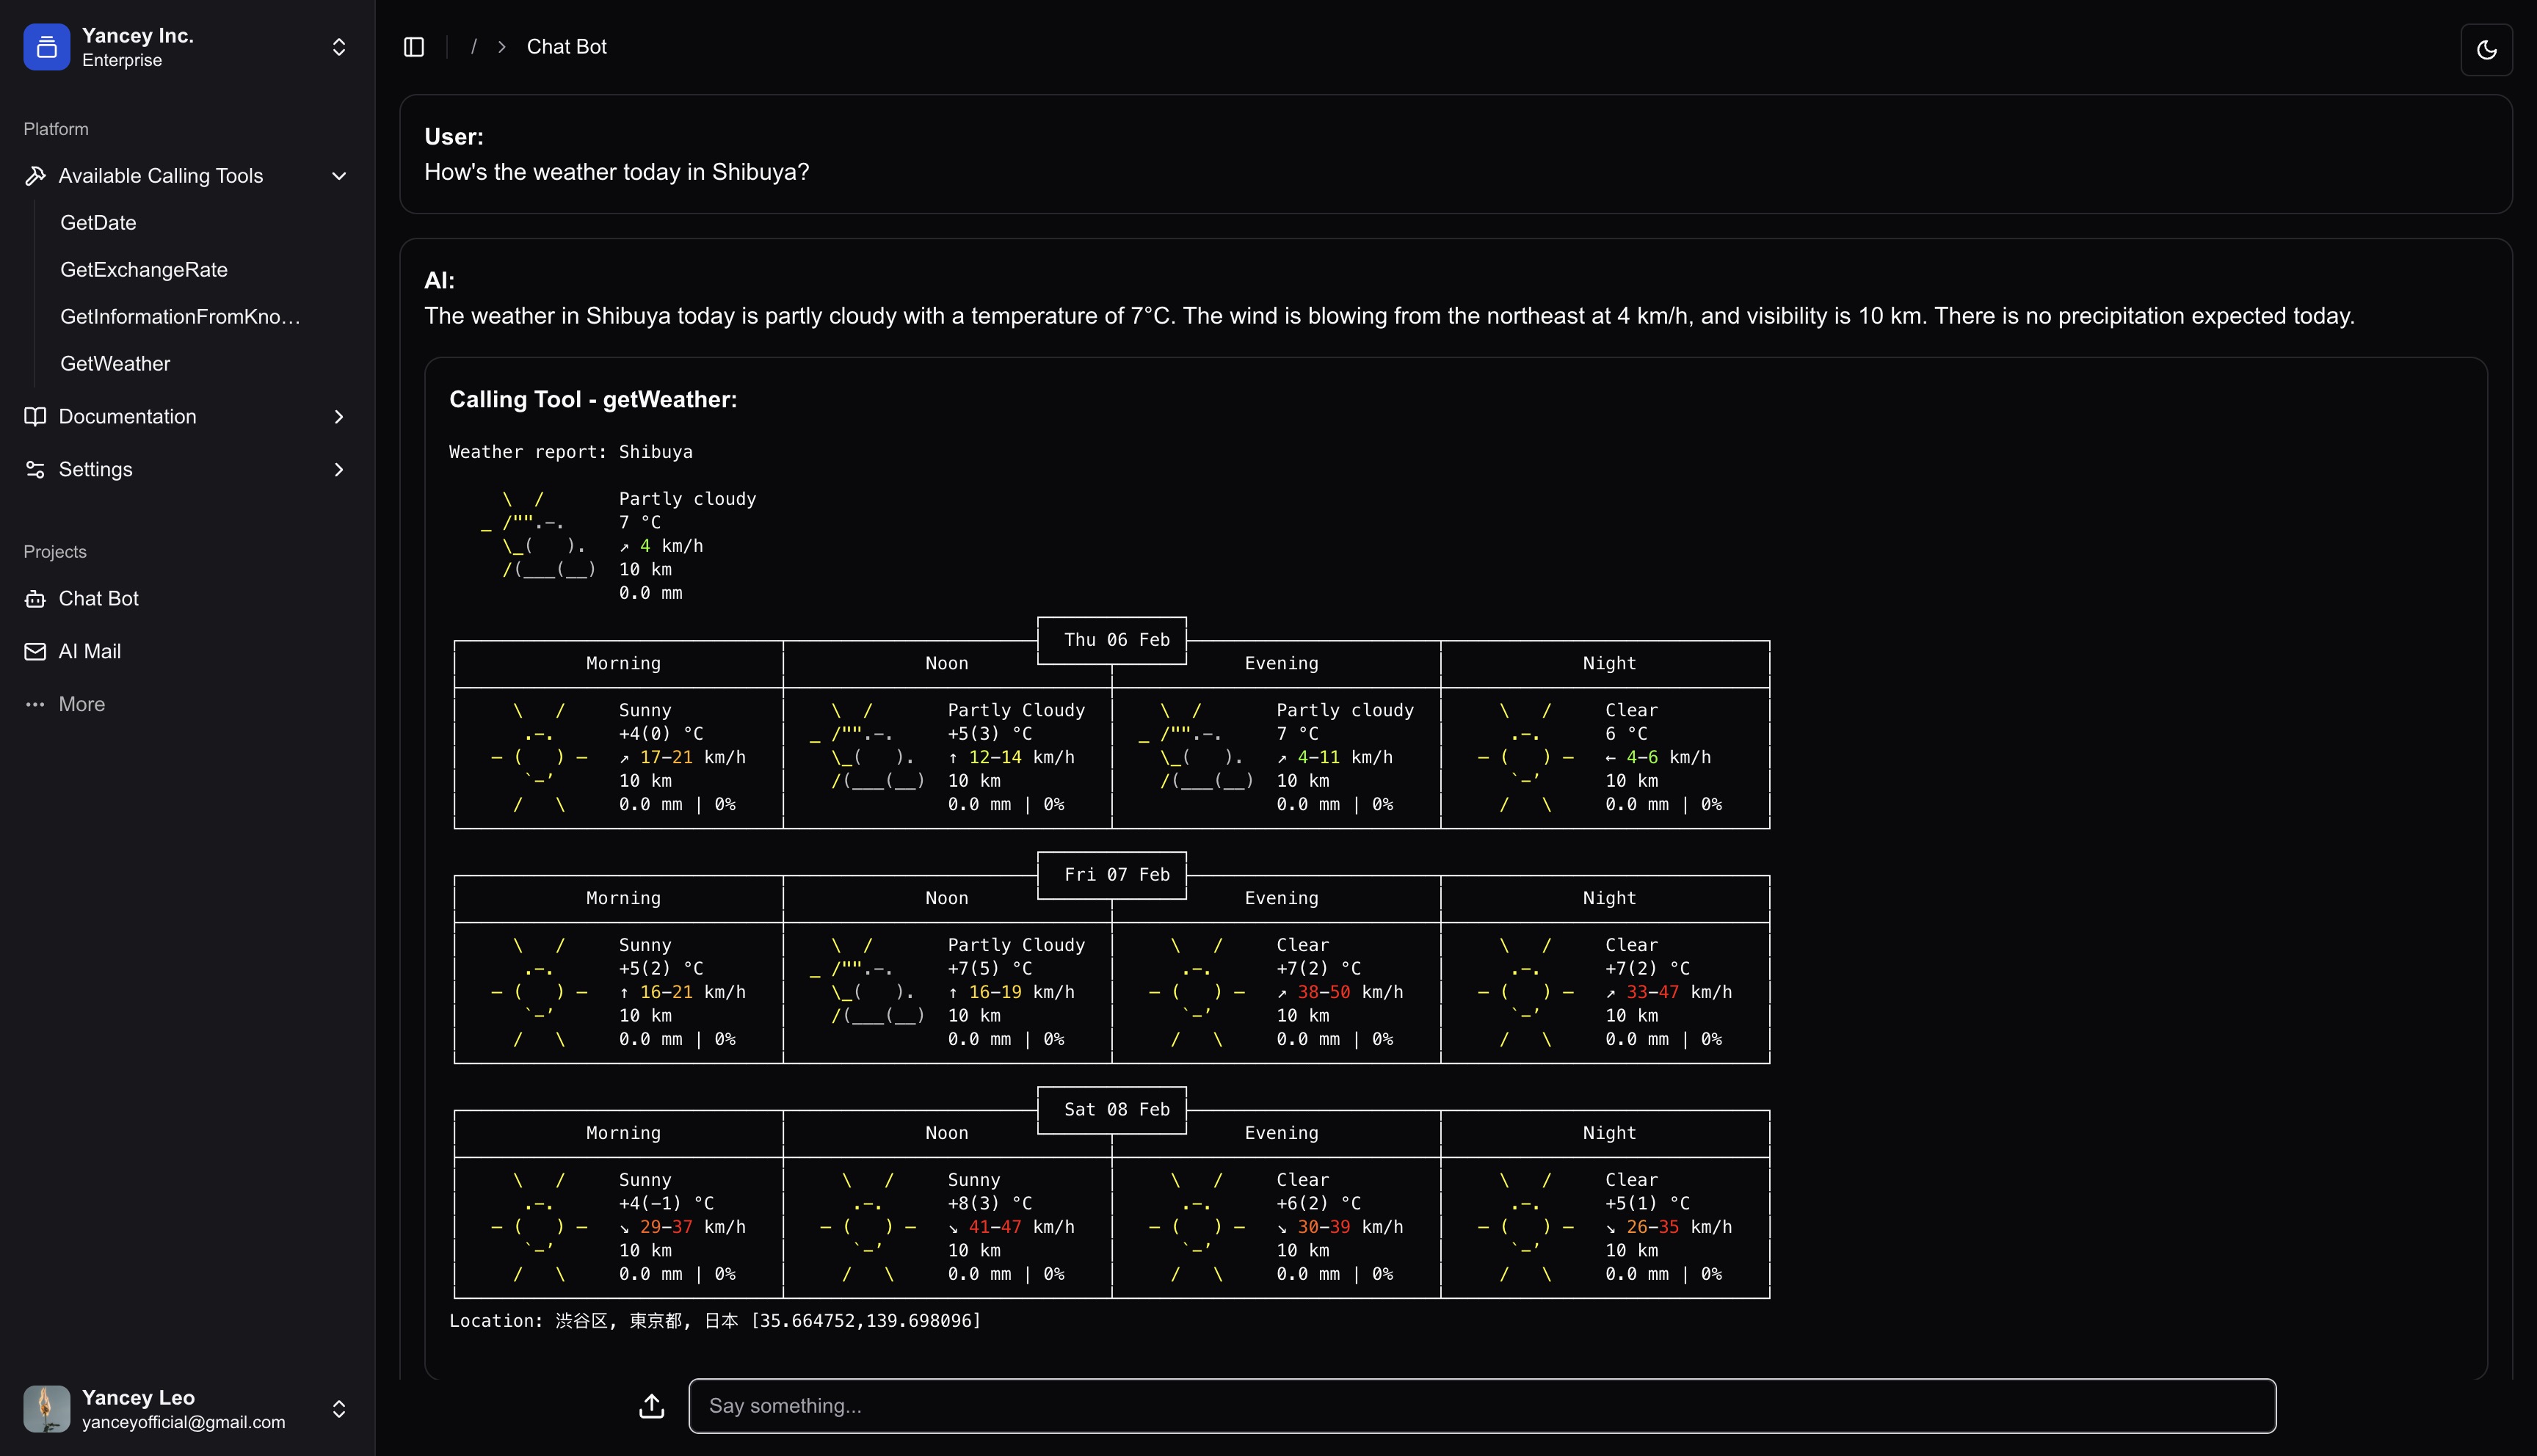 Yancey Inc.
Enterprise
Platform
Available Calling Tools
GetDate
GetExchangeRate
GetInformationFromKno…
GetWeather
Documentation
Settings
Projects
Chat Bot
AI Mail
More
Yancey Leo
yanceyofficial@gmail.com
/ > Chat Bot
User:
How's the weather today in Shibuya?
AI:
The weather in Shibuya today is partly cloudy with a temperature of 7°C. The wind is blowing from the northeast at 4 km/h, and visibility is 10 km. There is no precipitation expected today.
Calling Tool - getWeather:
Weather report: Shibuya
Partly cloudy
7 °C
↗ 4 km/h
10 km
0.0 mm
Thu 06 Feb
Morning Noon Evening Night
Sunny Partly Cloudy Partly cloudy Clear
+4(0) °C +5(3) °C 7 °C 6 °C
↗ 17–21 km/h ↑ 12–14 km/h ↗ 4–11 km/h ← 4–6 km/h
10 km 10 km 10 km 10 km
0.0 mm | 0% 0.0 mm | 0% 0.0 mm | 0% 0.0 mm | 0%
Fri 07 Feb
Morning Noon Evening Night
Sunny Partly Cloudy Clear Clear
+5(2) °C +7(5) °C +7(2) °C +7(2) °C
↑ 16–21 km/h ↑ 16–19 km/h ↗ 38–50 km/h ↗ 33–47 km/h
10 km 10 km 10 km 10 km
0.0 mm | 0% 0.0 mm | 0% 0.0 mm | 0% 0.0 mm | 0%
Sat 08 Feb
Morning Noon Evening Night
Sunny Sunny Clear Clear
+4(–1) °C +8(3) °C +6(2) °C +5(1) °C
↘ 29–37 km/h ↘ 41–47 km/h ↘ 30–39 km/h ↘ 26–35 km/h
10 km 10 km 10 km 10 km
0.0 mm | 0% 0.0 mm | 0% 0.0 mm | 0% 0.0 mm | 0%
Location: 渋谷区, 東京都, 日本 [35.664752,139.698096]
Say something...